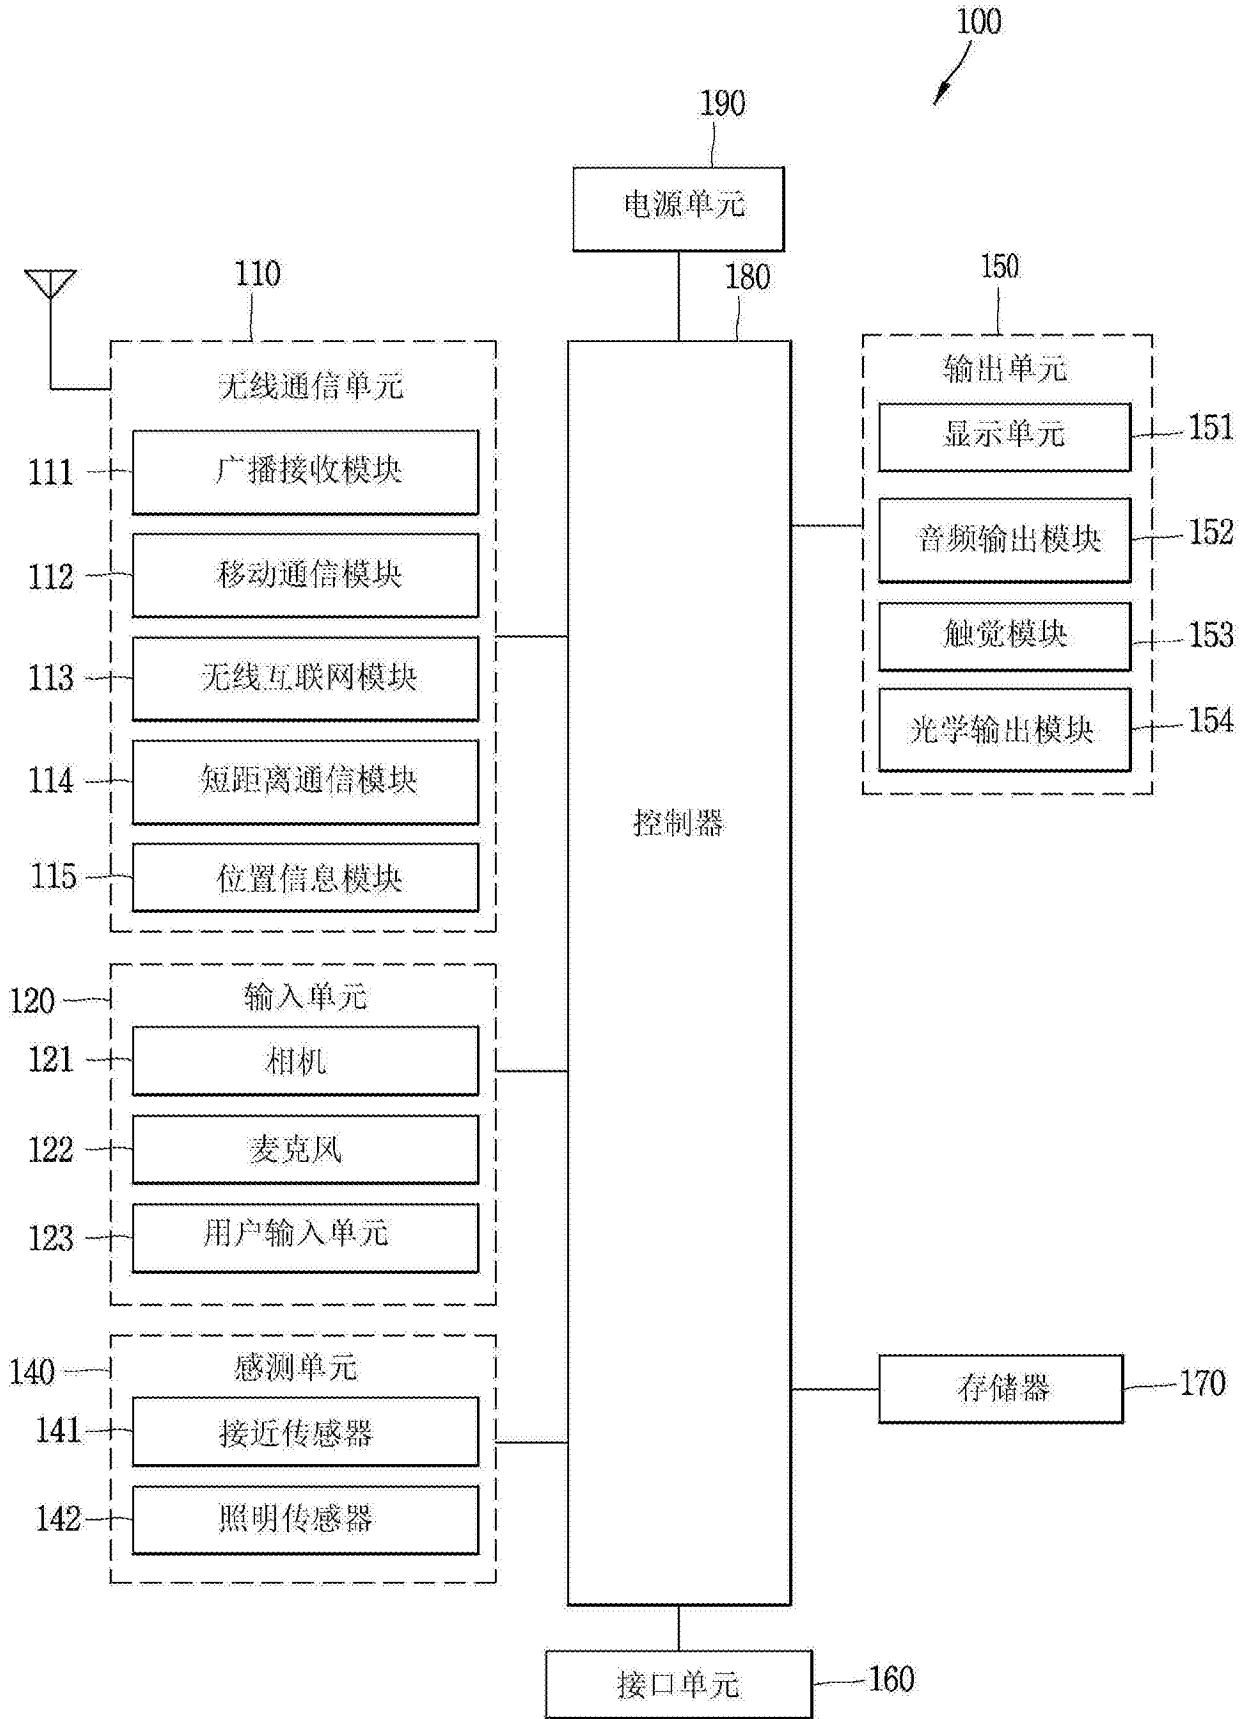 100
190
电源单元
110
180
150
无线通信单元
输出单元
111 广播接收模块
显示单元 151
112 移动通信模块
音频输出模块 152
113 无线互联网模块
触觉模块 153
114 短距离通信模块
光学输出模块 154
控制器
115 位置信息模块
120 输入单元
121 相机
122 麦克风
123 用户输入单元
140 感测单元
141 接近传感器
存储器 170
142 照明传感器
接口单元 160